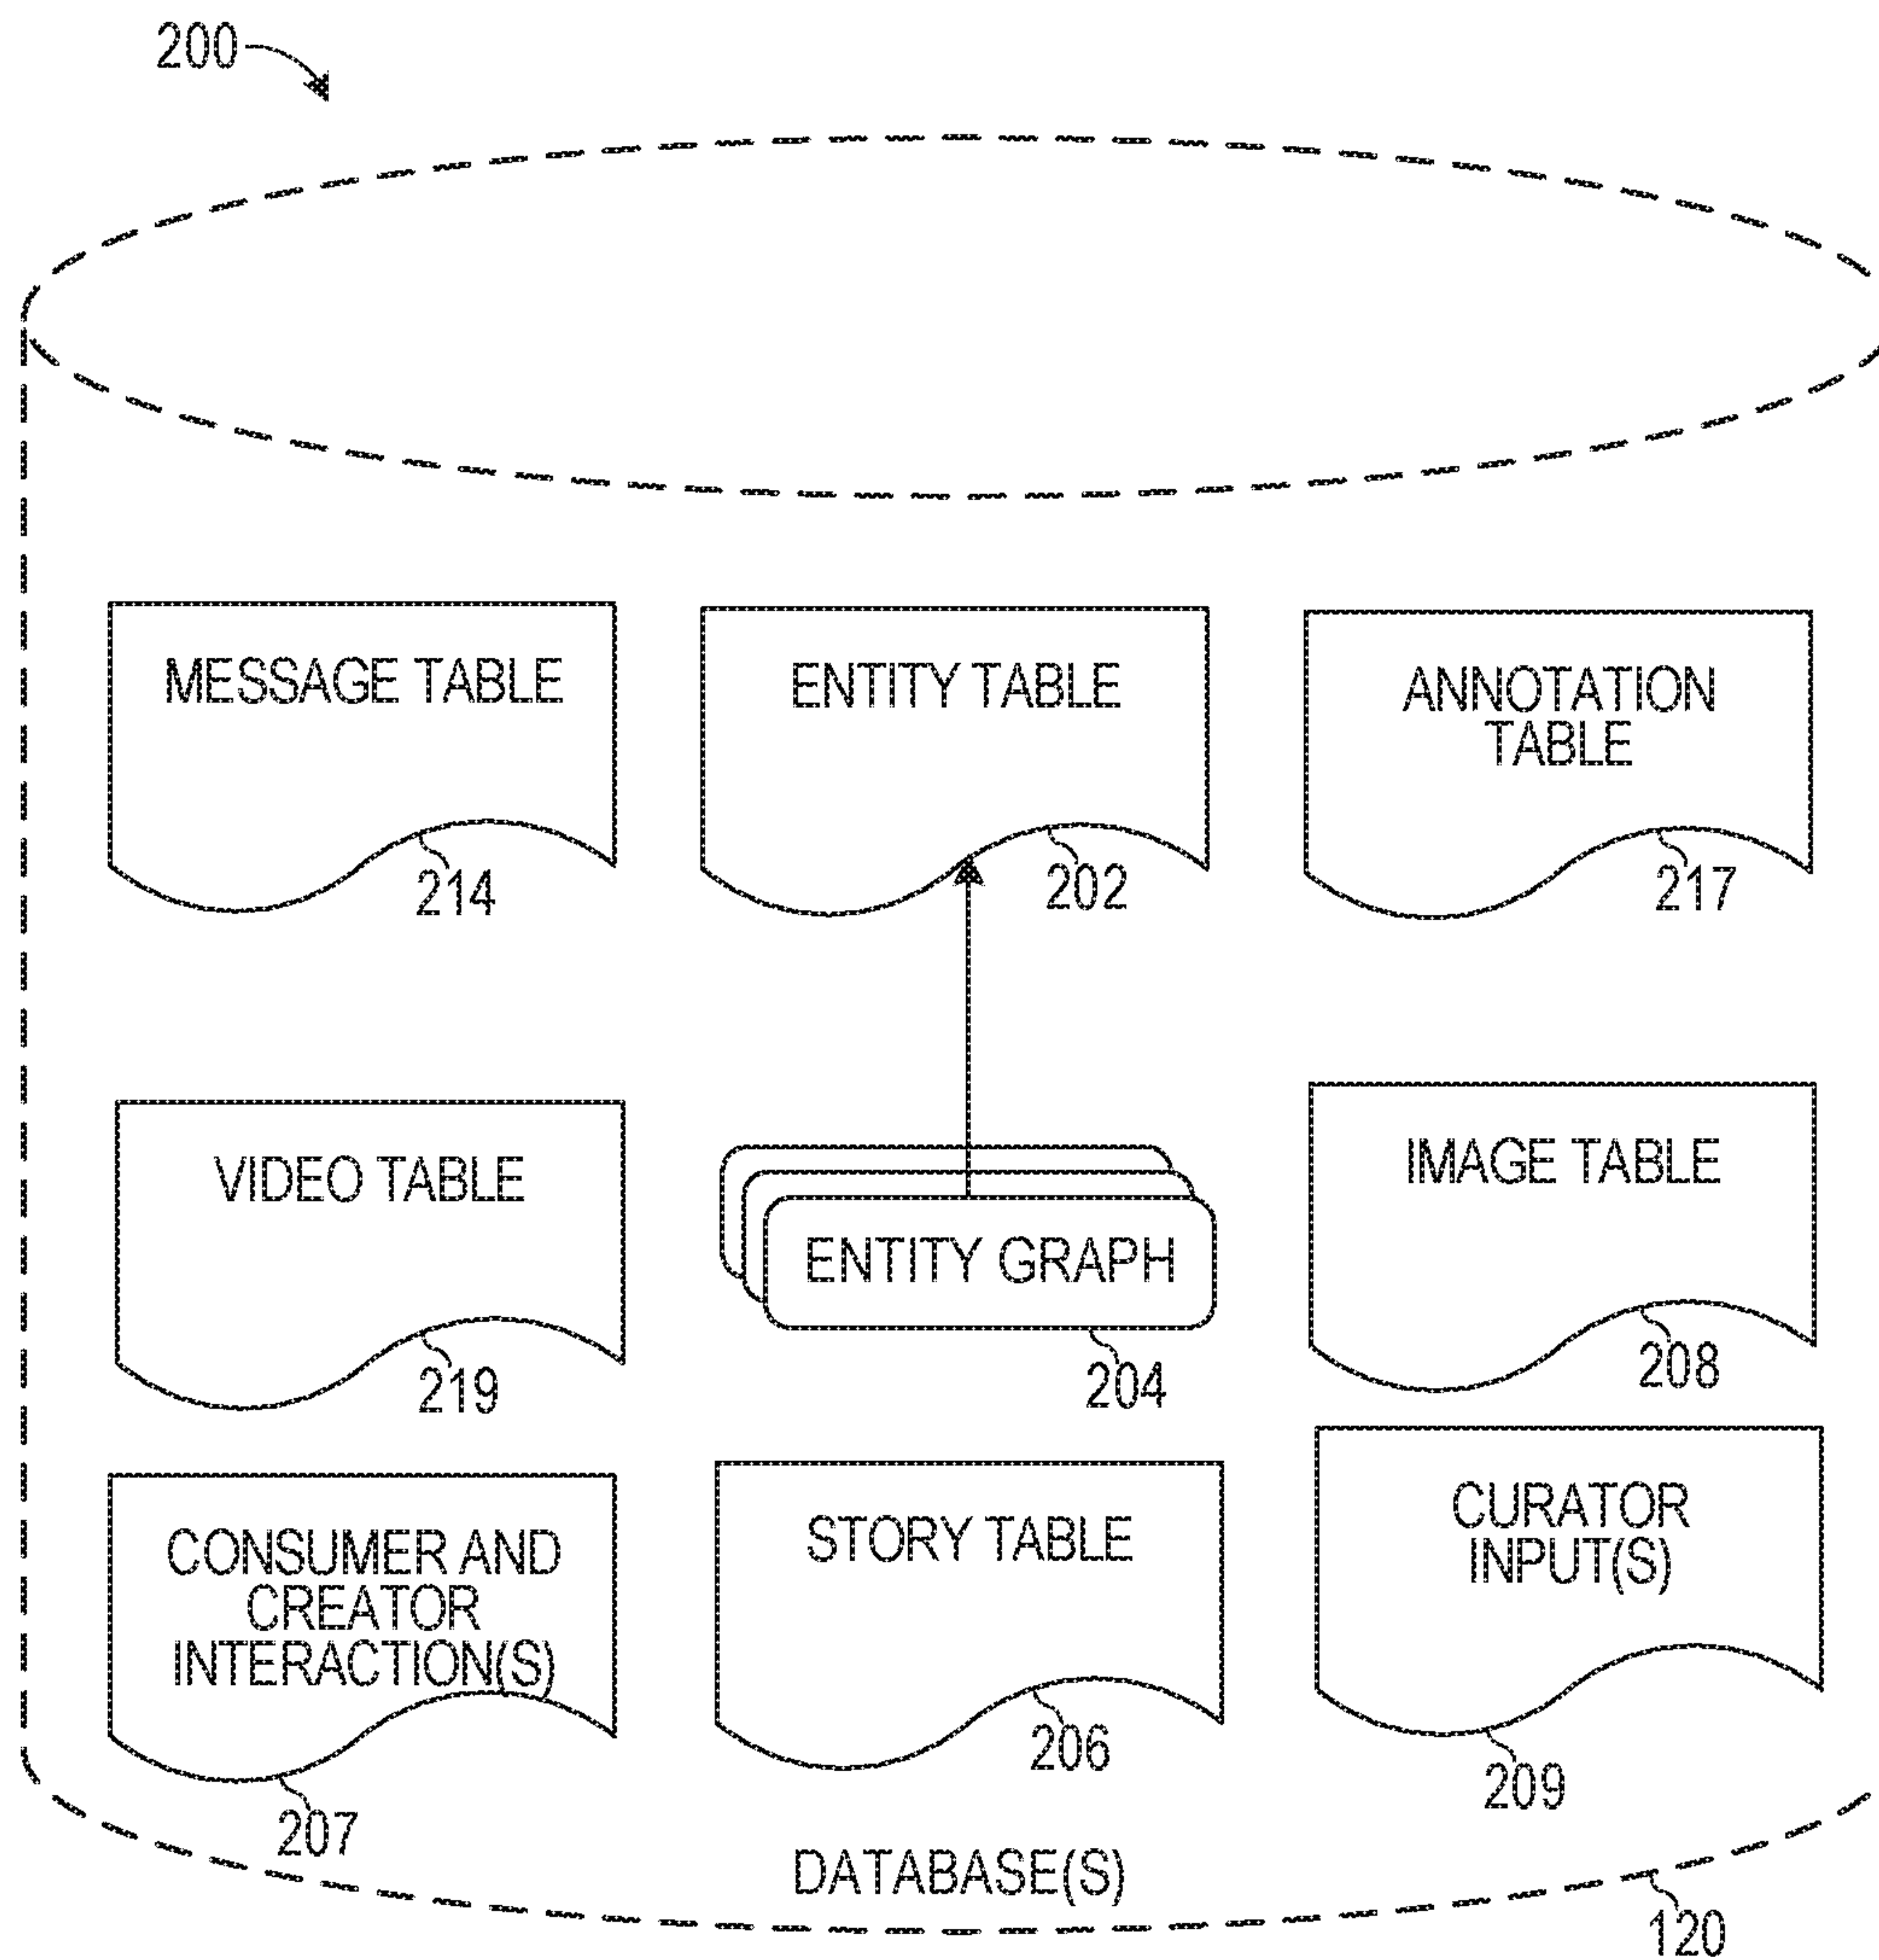 200
MESSAGE TABLE
214
ENTITY TABLE
202
ANNOTATION
TABLE
217
VIDEO TABLE
219
ENTITY GRAPH
204
IMAGE TABLE
208
CONSUMER AND
CREATOR
INTERACTION(S)
207
STORY TABLE
206
CURATOR
INPUT(S)
209
DATABASE(S)
120